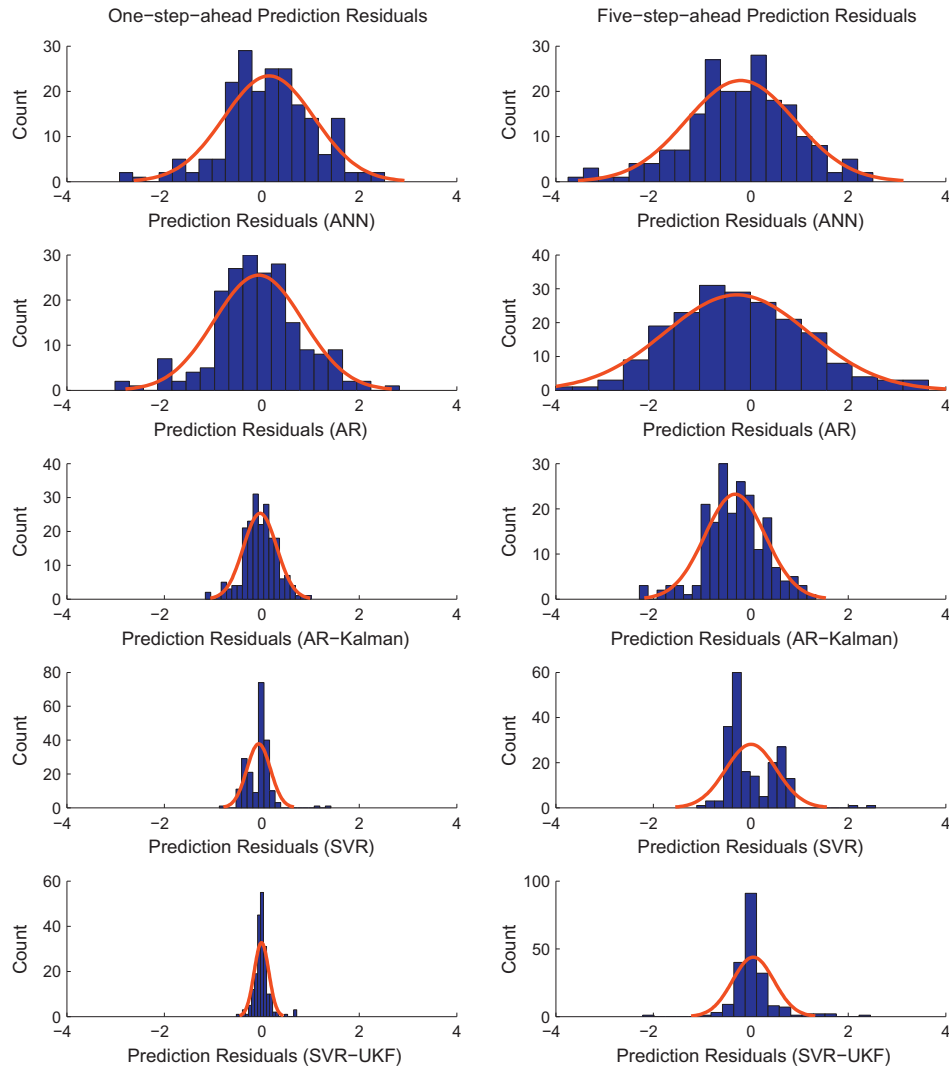 One−step−ahead Prediction Residuals
Five−step−ahead Prediction Residuals
30
20
10
0
Count
−4 −2 0 2 4
Prediction Residuals (ANN)
30
20
10
0
Count
−4 −2 0 2 4
Prediction Residuals (ANN)
30
20
10
0
Count
−4 −2 0 2 4
Prediction Residuals (AR)
40
30
20
10
0
Count
−4 −2 0 2 4
Prediction Residuals (AR)
40
30
20
10
0
Count
−4 −2 0 2 4
Prediction Residuals (AR−Kalman)
30
20
10
0
Count
−4 −2 0 2 4
Prediction Residuals (AR−Kalman)
80
60
40
20
0
Count
−4 −2 0 2 4
Prediction Residuals (SVR)
60
40
20
0
Count
−4 −2 0 2 4
Prediction Residuals (SVR)
60
40
20
0
Count
−4 −2 0 2 4
Prediction Residuals (SVR−UKF)
100
50
0
Count
−4 −2 0 2 4
Prediction Residuals (SVR−UKF)